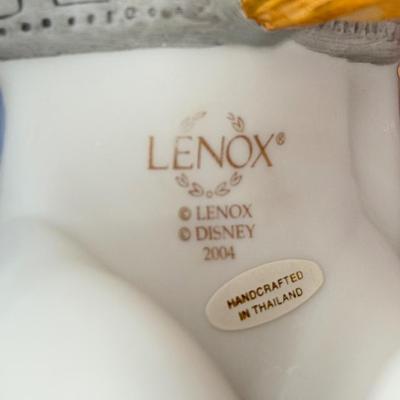 LENOX®
© LENOX
© DISNEY
2004
HANDCRAFTED
IN THAILAND